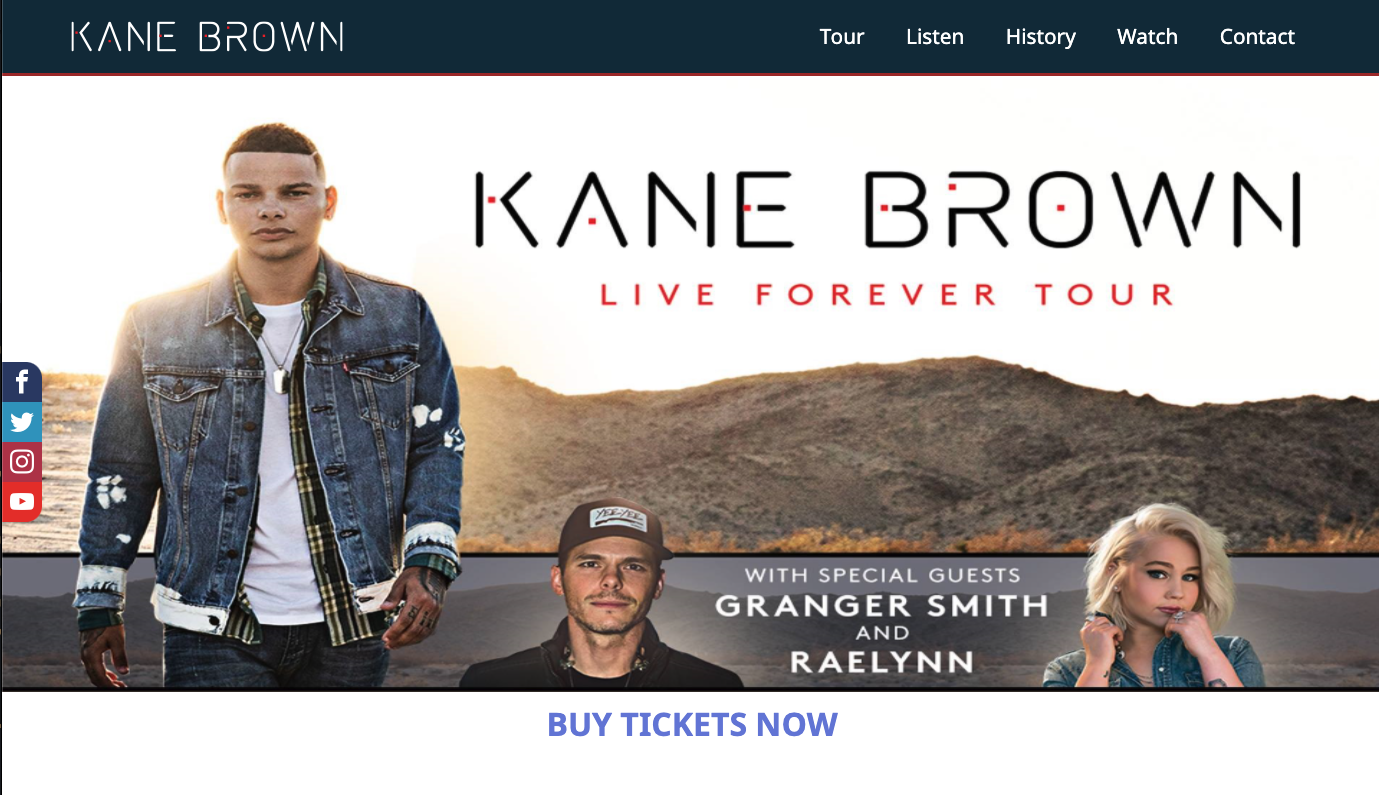 KANE BROWN
Tour Listen History Watch Contact
KANE BROWN
LIVE FOREVER TOUR
YEE-YEE
WITH SPECIAL GUESTS
GRANGER SMITH
AND
RAELYNN
BUY TICKETS NOW